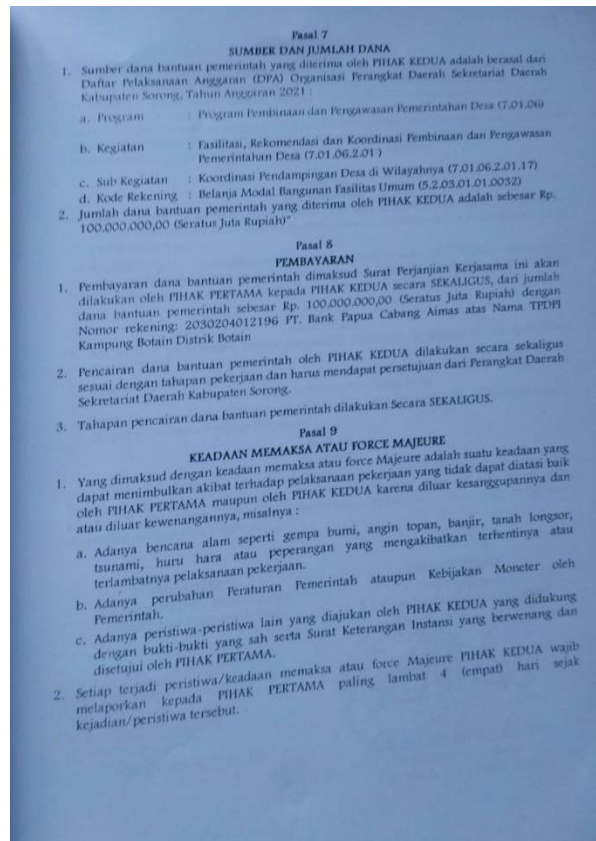 Pasal 7
SUMBER DAN JUMLAH DANA
1. Sumber dana bantuan pemerintah yang diterima oleh PIHAK KEDUA adalah berasal dari
Daftar Pelaksanaan Anggaran (DPA) Organisasi Perangkat Daerah Sekretariat Daerah
Kabupaten Sorong, Tahun Anggaran 2021 :
a. Program : Program Pembinaan dan Pengawasan Pemerintahan Desa (7.01.06)
b. Kegiatan : Fasilitasi, Rekomendasi dan Koordinasi Pembinaan dan Pengawasan
Pemerintahan Desa (7.01.06.2.01 )
c. Sub Kegiatan : Koordinasi Pendampingan Desa di Wilayahnya (7.01.06.2.01.17)
d. Kode Rekening : Belanja Modal Bangunan Fasilitas Umum (5.2.03.01.01.0032)
2. Jumlah dana bantuan pemerintah yang diterima oleh PIHAK KEDUA adalah sebesar Rp.
100.000.000,00 (Seratus Juta Rupiah)"
Pasal 8
PEMBAYARAN
1. Pembayaran dana bantuan pemerintah dimaksud Surat Perjanjian Kerjasama ini akan
dilakukan oleh PIHAK PERTAMA kepada PIHAK KEDUA secara SEKALIGUS, dari jumlah
dana bantuan pemerintah sebesar Rp. 100.000.000,00 (Seratus Juta Rupiah) dengan
Nomor rekening: 2030204012196 PT. Bank Papua Cabang Aimas atas Nama TPDPI
Kampung Botain Distrik Botain
2. Pencairan dana bantuan pemerintah oleh PIHAK KEDUA dilakukan secara sekaligus
sesuai dengan tahapan pekerjaan dan harus mendapat persetujuan dari Perangkat Daerah
Sekretariat Daerah Kabupaten Sorong.
3. Tahapan pencairan dana bantuan pemerintah dilakukan Secara SEKALIGUS.
Pasal 9
KEADAAN MEMAKSA ATAU FORCE MAJEURE
1. Yang dimaksud dengan keadaan memaksa atau force Majeure adalah suatu keadaan yang
dapat menimbulkan akibat terhadap pelaksanaan pekerjaan yang tidak dapat diatasi baik
oleh PIHAK PERTAMA maupun oleh PIHAK KEDUA karena diluar kesanggupannya dan
atau diluar kewenangannya, misalnya :
a. Adanya bencana alam seperti gempa bumi, angin topan, banjir, tanah longsor,
tsunami, huru hara atau peperangan yang mengakibatkan terhentinya atau
terlambatnya pelaksanaan pekerjaan.
b. Adanya perubahan Peraturan Pemerintah ataupun Kebijakan Moneter oleh
Pemerintah.
c. Adanya peristiwa-peristiwa lain yang diajukan oleh PIHAK KEDUA yang didukung
dengan bukti-bukti yang sah serta Surat Keterangan Instansi yang berwenang dan
disetujui oleh PIHAK PERTAMA.
2. Setiap terjadi peristiwa/keadaan memaksa atau force Majeure PIHAK KEDUA wajib
melaporkan kepada PIHAK PERTAMA paling lambat 4 (empat) hari sejak
kejadian/peristiwa tersebut.